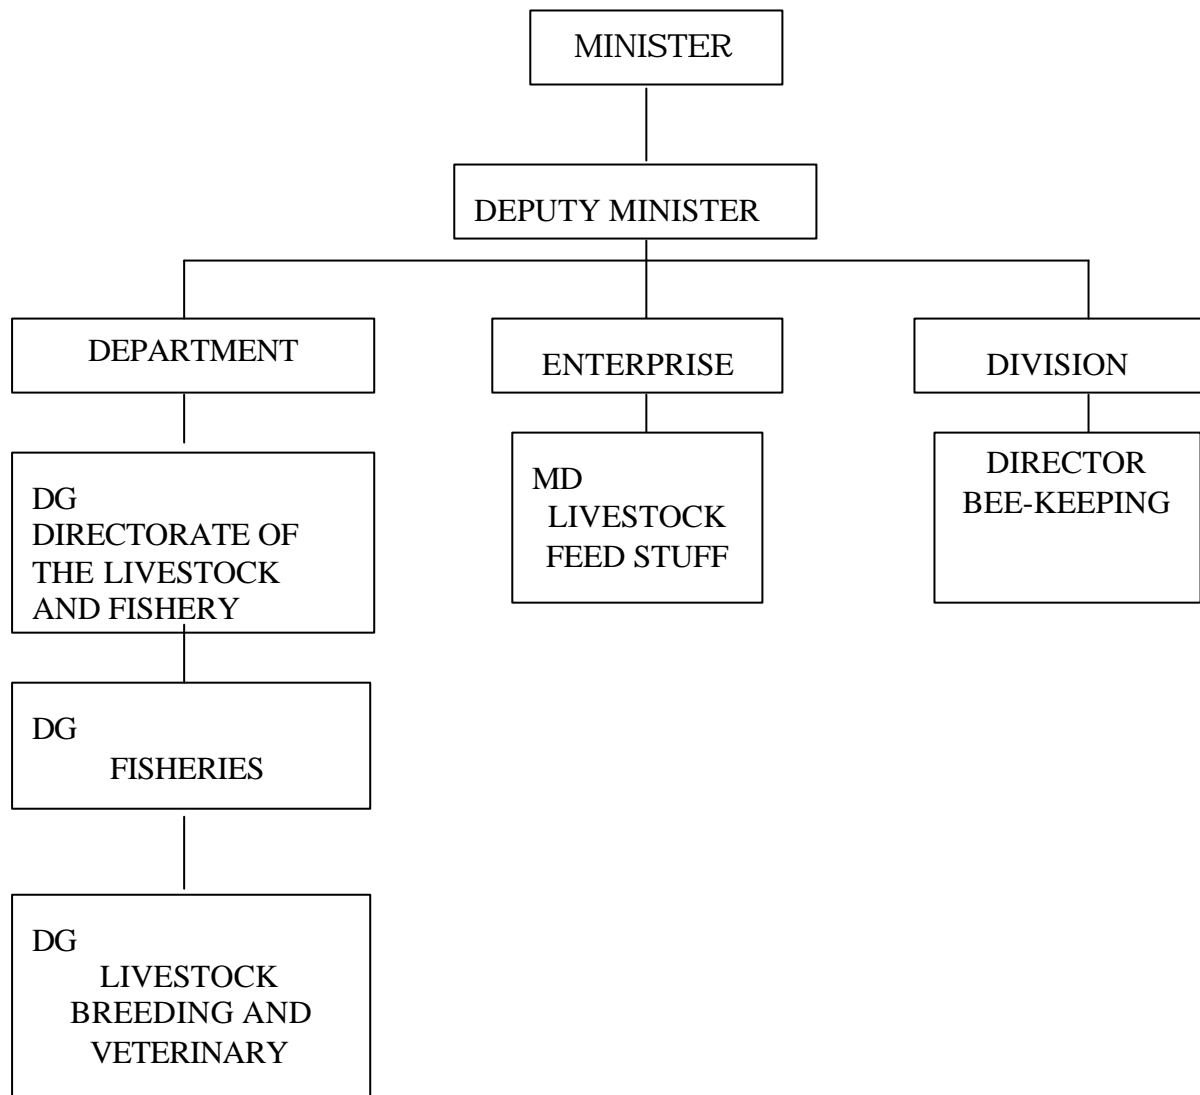 MINISTER
DEPUTY MINISTER
DEPARTMENT
ENTERPRISE
DIVISION
DG
DIRECTORATE OF
THE LIVESTOCK
AND FISHERY
MD
LIVESTOCK
FEED STUFF
DIRECTOR
BEE-KEEPING
DG
FISHERIES
DG
LIVESTOCK
BREEDING AND
VETERINARY